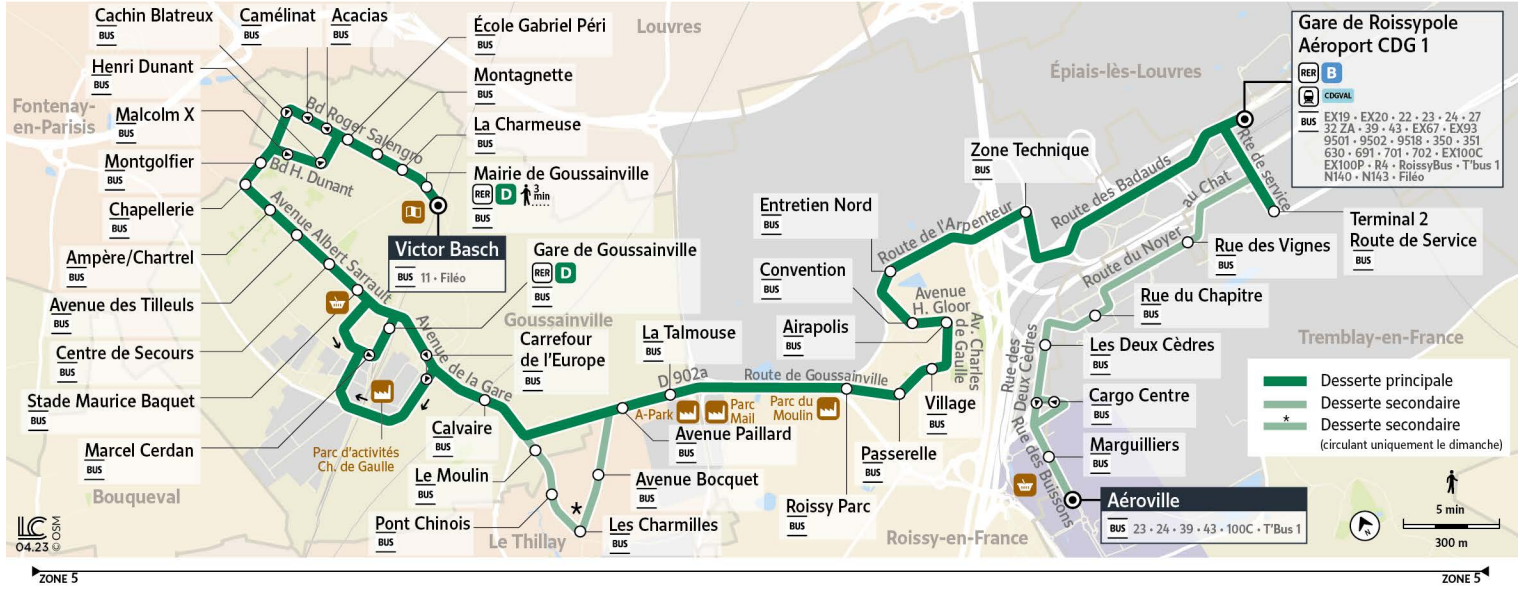 Cachin Blatreux
BUS
Camélinat
BUS
Acacias
BUS
École Gabriel Péri
BUS
Louvres
Gare de Roissypole
Aéroport CDG 1
RER B
CDGVAL
BUS
EX19 • EX20 • 22 • 23 • 24 • 27
32 ZA • 39 • 43 • EX67 • EX93
9501 • 9502 • 9518 • 350 • 351
630 • 691 • 701 • 702 • EX100C
EX100P • R4 • RoissyBus • T'bus 1
N140 • N143 • Filéo
Henri Dunant
BUS
Montagnette
BUS
Épiais-lès-Louvres
Fontenay-
en-Parisis
Malcolm X
BUS
Bd Roger Salengro
La Charmeuse
BUS
Montgolfier
BUS
Bd H. Dunant
Mairie de Goussainville
RER D
3
min
BUS
Zone Technique
BUS
Route des Badauds
Rte de service
au Chat
Chapellerie
BUS
Avenue Albert Sarrault
Victor Basch
BUS 11 • Filéo
Entretien Nord
BUS
Route de l'Arpenteur
Terminal 2
Route de Service
BUS
Ampère/Chartrel
BUS
Gare de Goussainville
RER D
BUS
Rue des Vignes
BUS
Route du Noyer
Convention
BUS
Avenue
H. Gloor
Avenue des Tilleuls
BUS
Rue du Chapitre
BUS
Goussainville
Airapolis
BUS
Av. Charles
de Gaulle
La Talmouse
BUS
Tremblay-en-France
Centre de Secours
BUS
Avenue de la Gare
Carrefour
de l'Europe
BUS
Rue des
Deux Cèdres
Les Deux Cèdres
BUS
D 902a
Route de Goussainville
Desserte principale
Desserte secondaire
*
Desserte secondaire
(circulant uniquement le dimanche)
Stade Maurice Baquet
BUS
A-Park
Parc
Mail
Parc du
Moulin
Village
BUS
Cargo Centre
BUS
Marcel Cerdan
BUS
Parc d'activités
Ch. de Gaulle
Calvaire
BUS
Avenue Paillard
BUS
Passerelle
BUS
Marguilliers
BUS
Rue des Buissons
Bouqueval
Le Moulin
BUS
Avenue Bocquet
BUS
Roissy Parc
BUS
Aéroville
BUS 23 • 24 • 39 • 43 • 100C • T'Bus 1
Pont Chinois
BUS
*
Les Charmilles
BUS
Le Thillay
Roissy-en-France
5 min
300 m
N
LC
04.23
© OSM
ZONE 5
ZONE 5